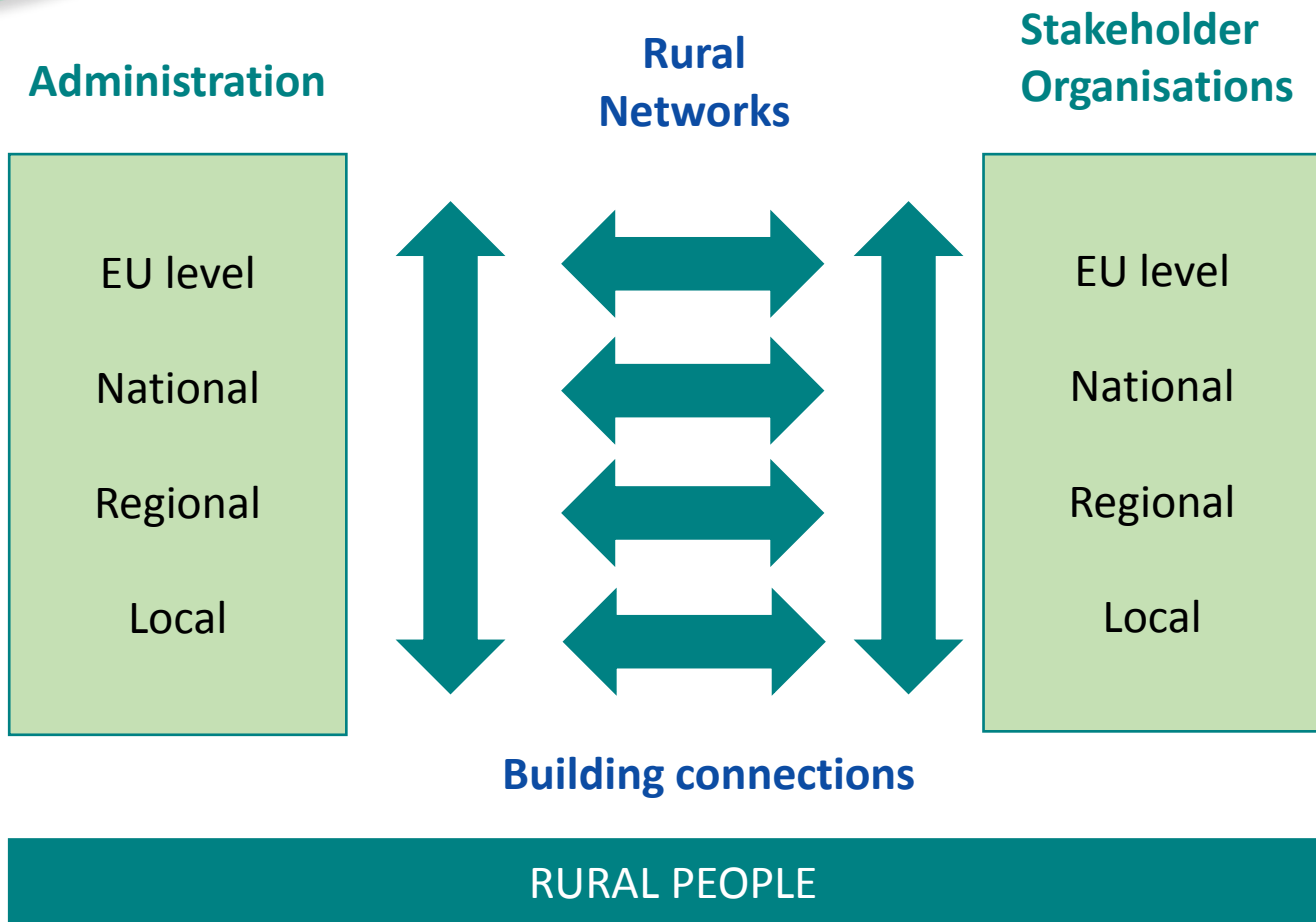 Administration
Rural
Networks
Stakeholder
Organisations
EU level
National
Regional
Local
EU level
National
Regional
Local
Building connections
RURAL PEOPLE